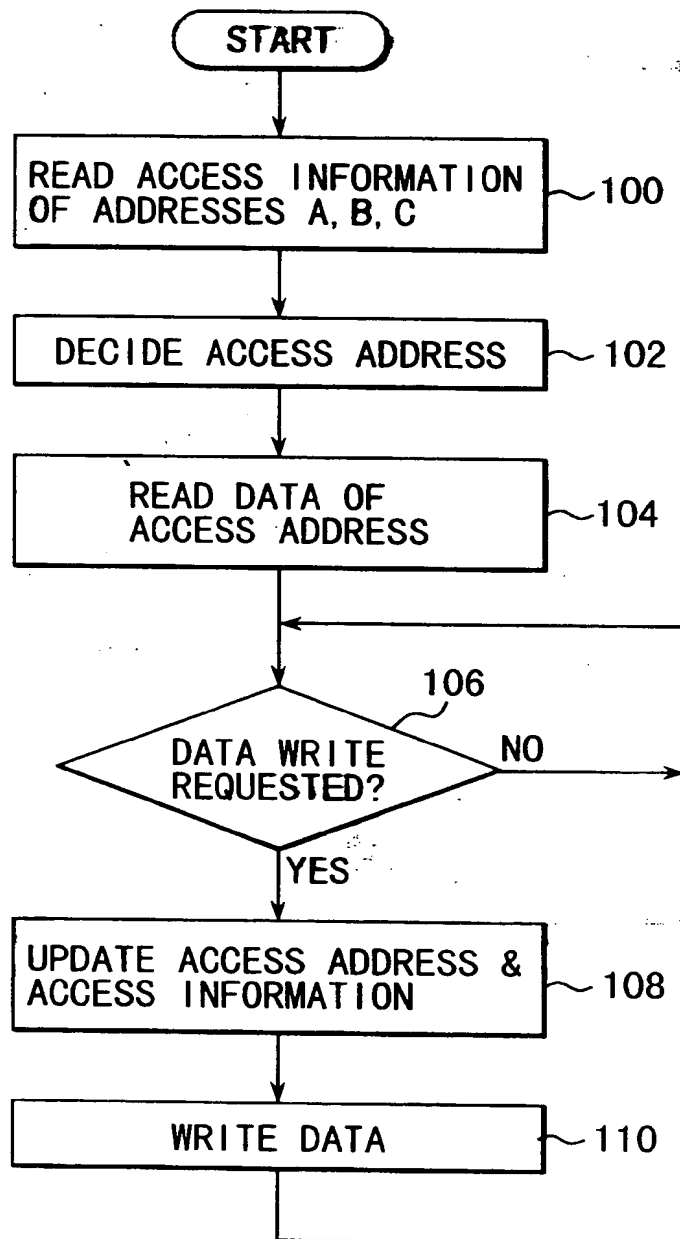 START
READ ACCESS INFORMATION
OF ADDRESSES A, B, C
100
DECIDE ACCESS ADDRESS
102
READ DATA OF
ACCESS ADDRESS
104
106
DATA WRITE
REQUESTED?
NO
YES
UPDATE ACCESS ADDRESS &
ACCESS INFORMATION
108
WRITE DATA
110